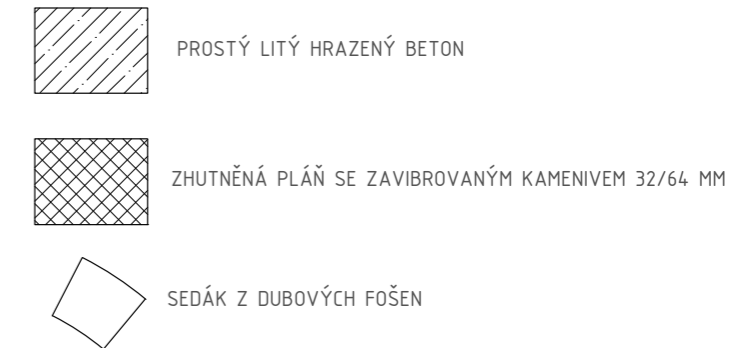 PROSTÝ LITÝ HRAZENÝ BETON
ZHUTNĚNÁ PLÁŇ SE ZAVIBROVANÝM KAMENIVEM 32/64 MM
SEDÁK Z DUBOVÝCH FOŠEN